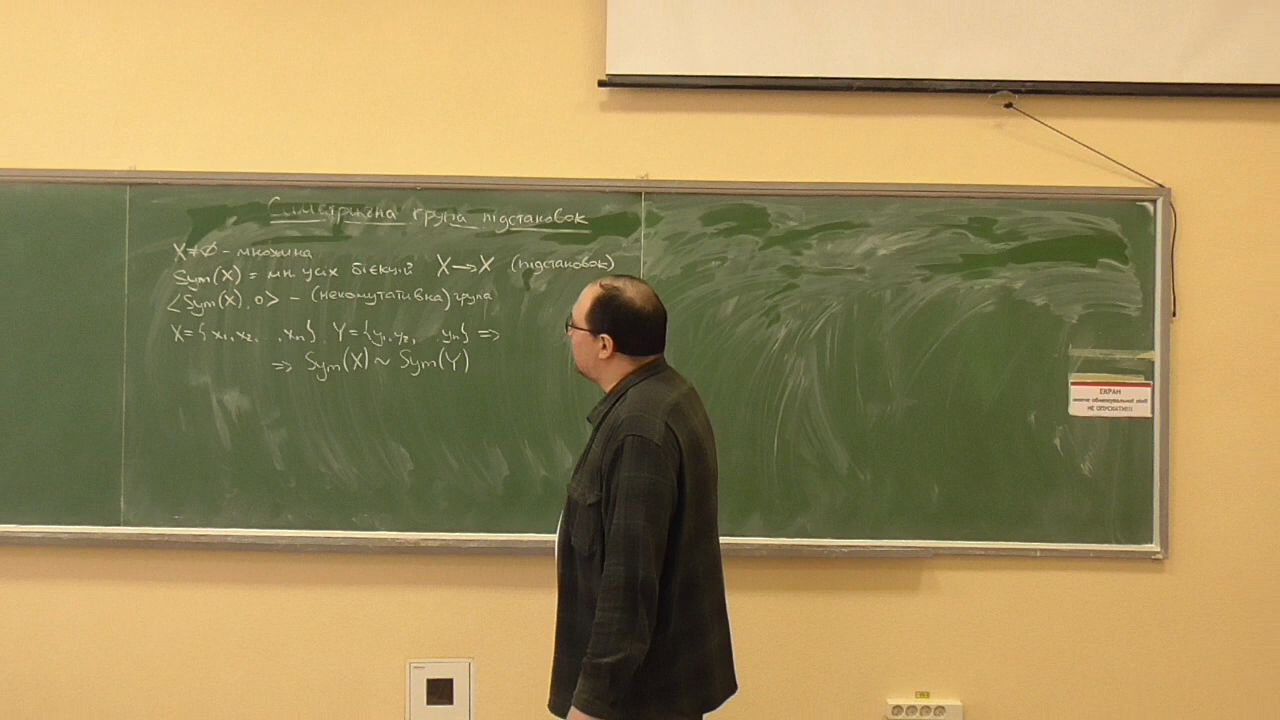 Симетрична група підстановок
X≠∅ - множина
Sym(X) = мн. усіх бієкцій X→X (підстановок)
⟨Sym(X), ∘⟩ – (некомутативна) група
X={x₁,x₂, ,xₙ}, Y={y₁,y₂, yₙ} ⇒
⇒ Sym(X) ~ Sym(Y)
ЕКРАН
НЕ ОПУСКАТИ!!!